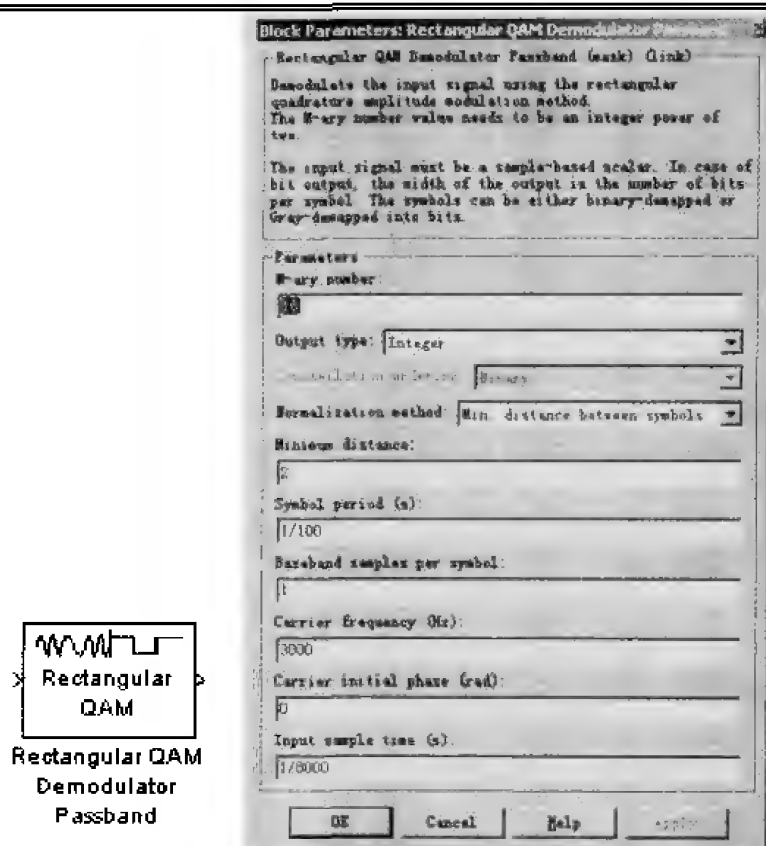 Block Parameters: Rectangular QAM Demodulator Passband
Rectangular QAM Demodulator Passband (mask) (link)
Demodulate the input signal using the rectangular
quadrature amplitude modulation method.
The M-ary number value needs to be an integer power of
two.
The input signal must be a sample-based scalar. In case of
bit output, the width of the output is the number of bits
per symbol. The symbols can be either binary-demapped or
Gray-demapped into bits.
Parameters
M-ary number:
Output type: Integer
Constellation ordering: Binary
Normalization method: Min. distance between symbols
Minimum distance:
2
Symbol period (s):
1/100
Baseband samples per symbol:
1
Carrier frequency (Hz):
3000
Carrier initial phase (rad):
0
Input sample time (s):
1/8000
OK Cancel Help Apply
Rectangular
QAM
Rectangular QAM
Demodulator
Passband